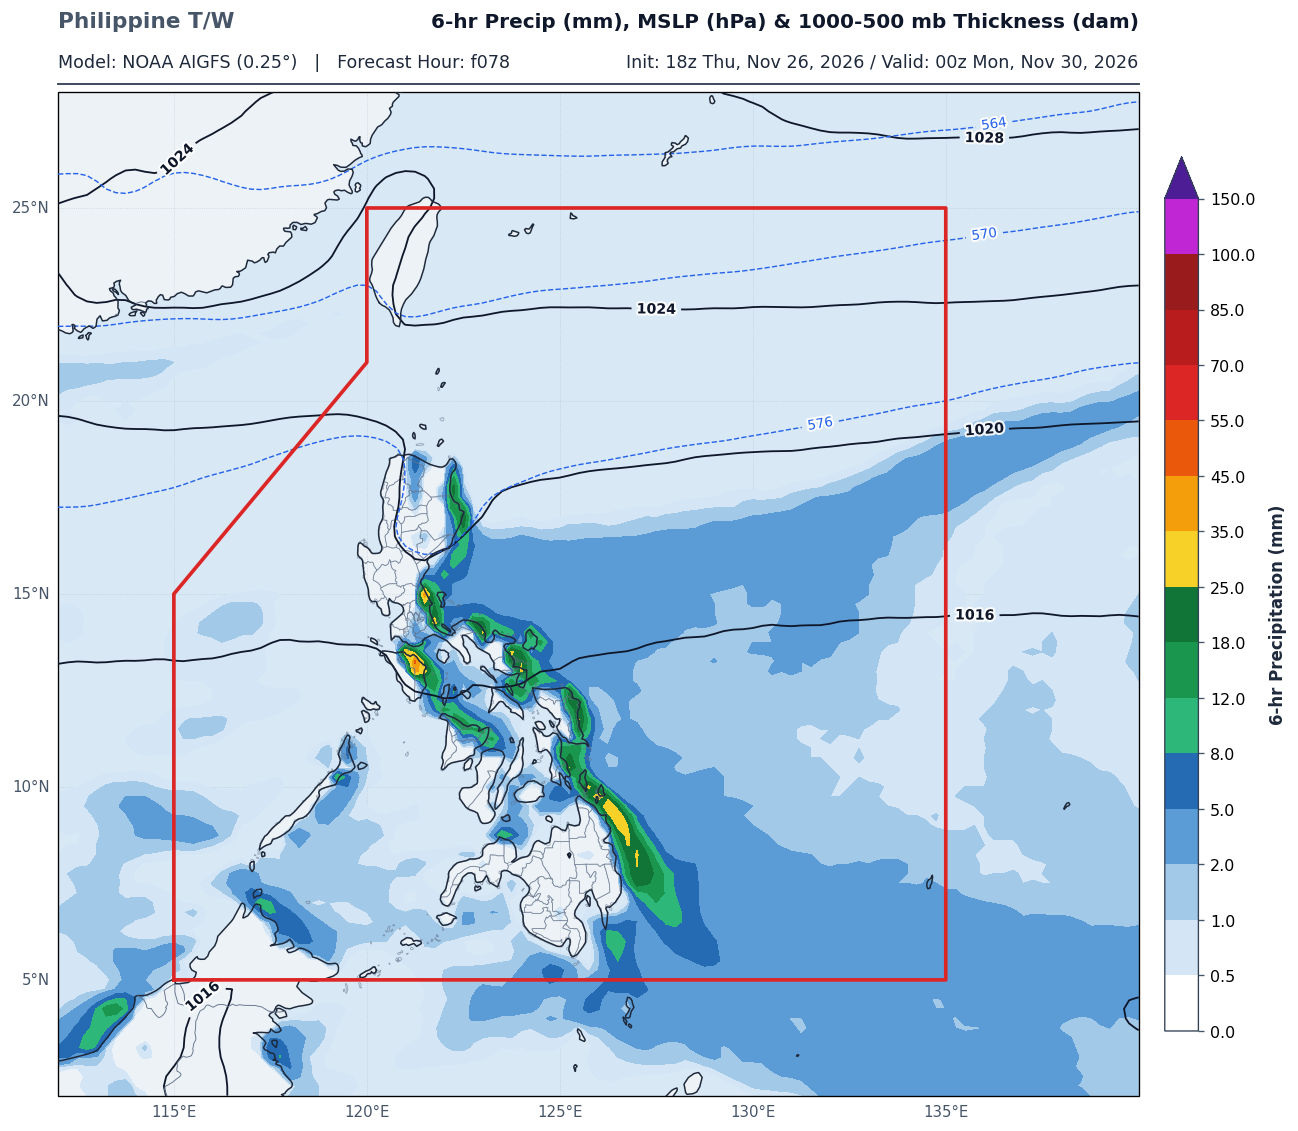 Philippine T/W
6-hr Precip (mm), MSLP (hPa) & 1000-500 mb Thickness (dam)
Model: NOAA AIGFS (0.25°) | Forecast Hour: f078
Init: 18z Thu, Nov 26, 2026 / Valid: 00z Mon, Nov 30, 2026
1024
564
1028
25°N
570
1024
20°N
576
1020
15°N
1016
10°N
5°N
1016
115°E
120°E
125°E
130°E
135°E
150.0
100.0
85.0
70.0
55.0
45.0
35.0
25.0
18.0
12.0
8.0
5.0
2.0
1.0
0.5
0.0
6-hr Precipitation (mm)